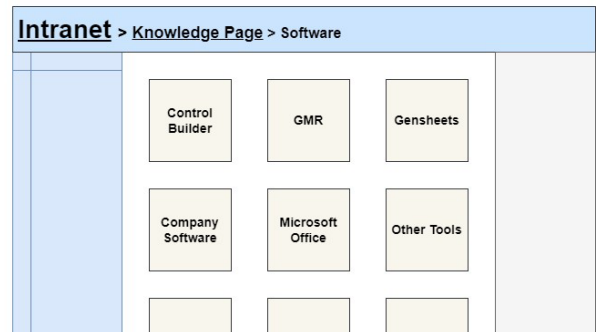 Intranet > Knowledge Page > Software
Control
Builder
GMR
Gensheets
Company
Software
Microsoft
Office
Other Tools